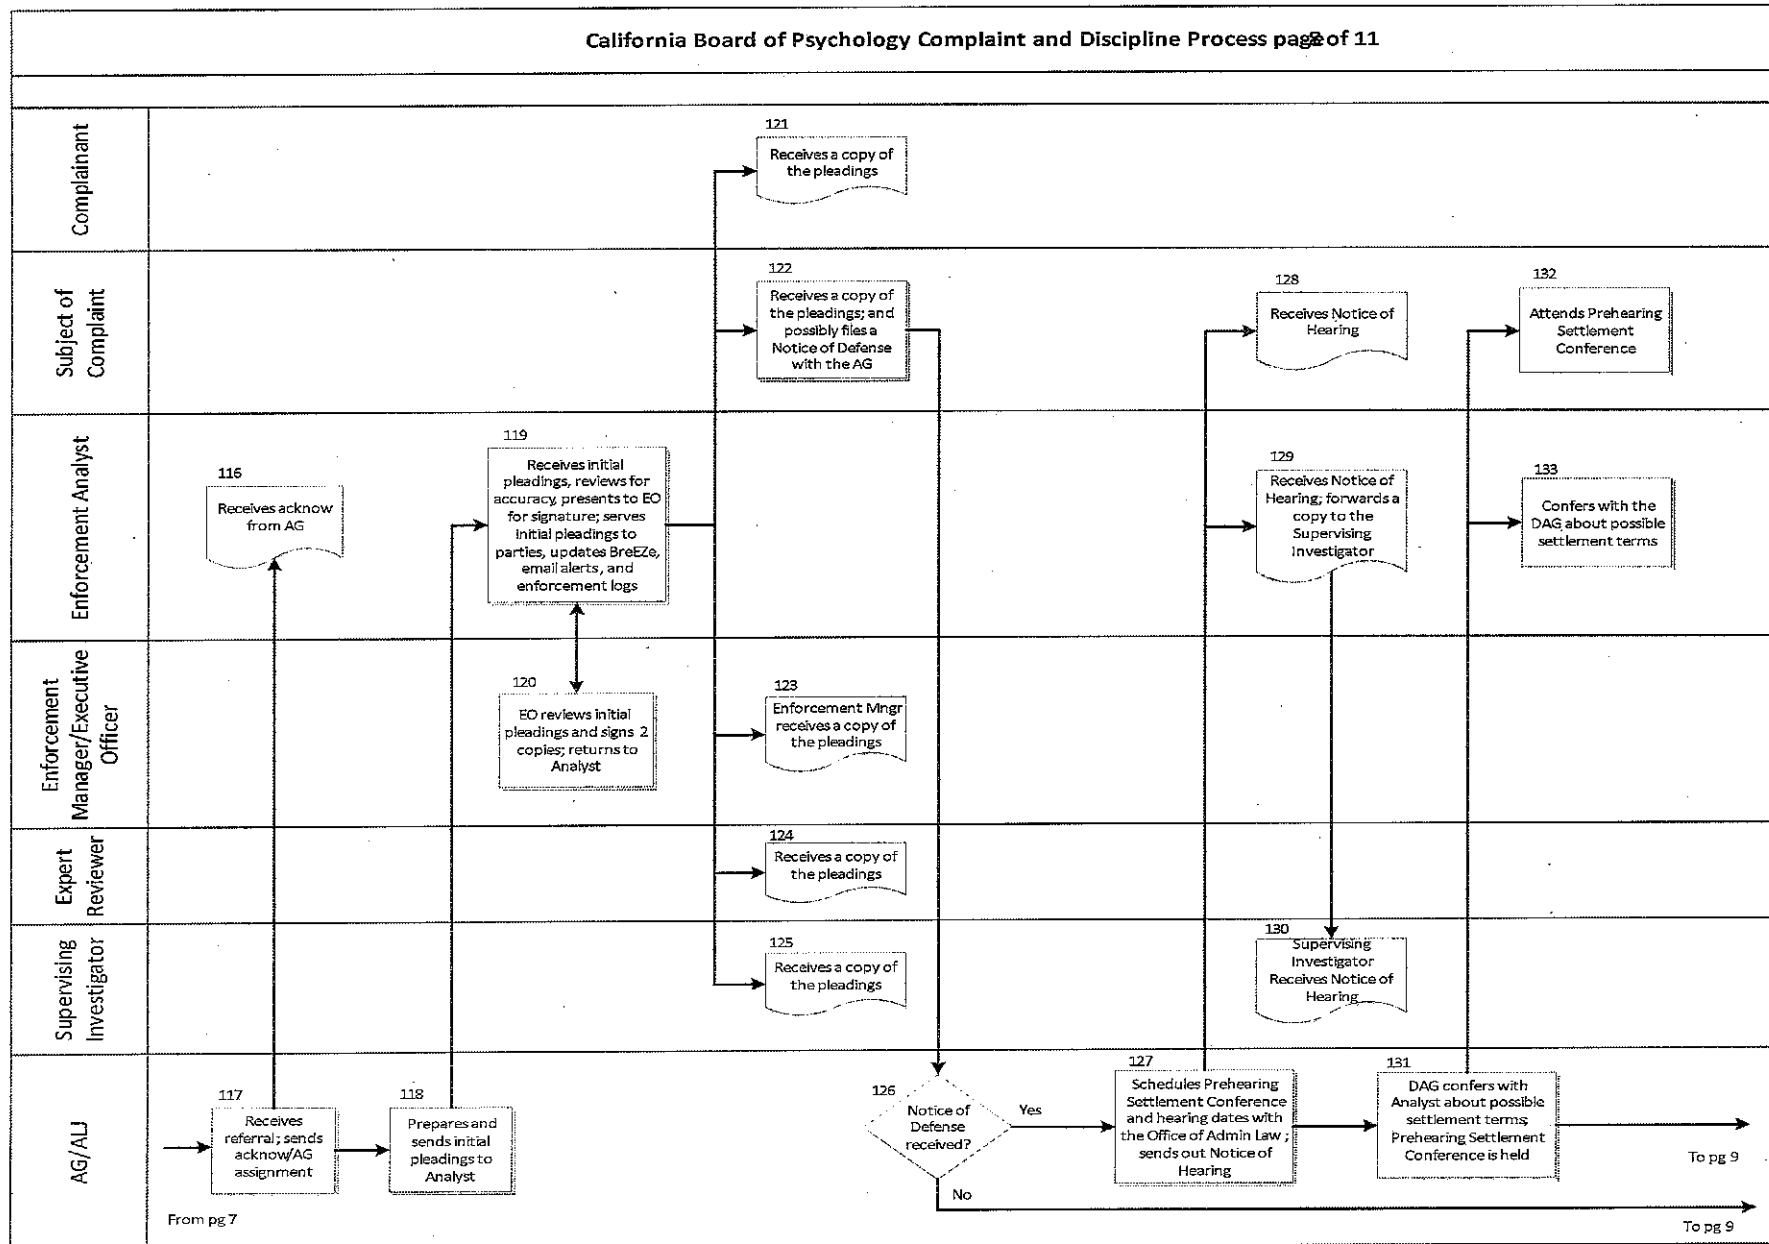 California Board of Psychology Complaint and Discipline Process page of 11
Complainant
121
Receives a copy of
the pleadings
Subject of
Complaint
122
Receives a copy of
the pleadings; and
possibly files a
Notice of Defense
with the AG
128
Receives Notice of
Hearing
132
Attends Prehearing
Settlement
Conference
Enforcement Analyst
116
Receives acknow
from AG
119
Receives initial
pleadings, reviews for
accuracy, presents to EO
for signature; serves
initial pleadings to
parties, updates BreEZe,
email alerts, and
enforcement logs
129
Receives Notice of
Hearing; forwards a
copy to the
Supervising
Investigator
133
Confers with the
DAG about possible
settlement terms
Enforcement
Manager/Executive
Officer
120
EO reviews initial
pleadings and signs 2
copies; returns to
Analyst
123
Enforcement Mngr
receives a copy of
the pleadings
Expert
Reviewer
124
Receives a copy of
the pleadings
Supervising
Investigator
125
Receives a copy of
the pleadings
130
Supervising
Investigator
Receives Notice of
Hearing
AG/ALJ
117
Receives
referral; sends
acknow/AG
assignment
118
Prepares and
sends initial
pleadings to
Analyst
126
Notice of
Defense
received?
Yes
No
127
Schedules Prehearing
Settlement Conference
and hearing dates with
the Office of Admin Law ;
sends out Notice of
Hearing
131
DAG confers with
Analyst about possible
settlement terms;
Prehearing Settlement
Conference is held
To pg 9
From pg 7
To pg 9